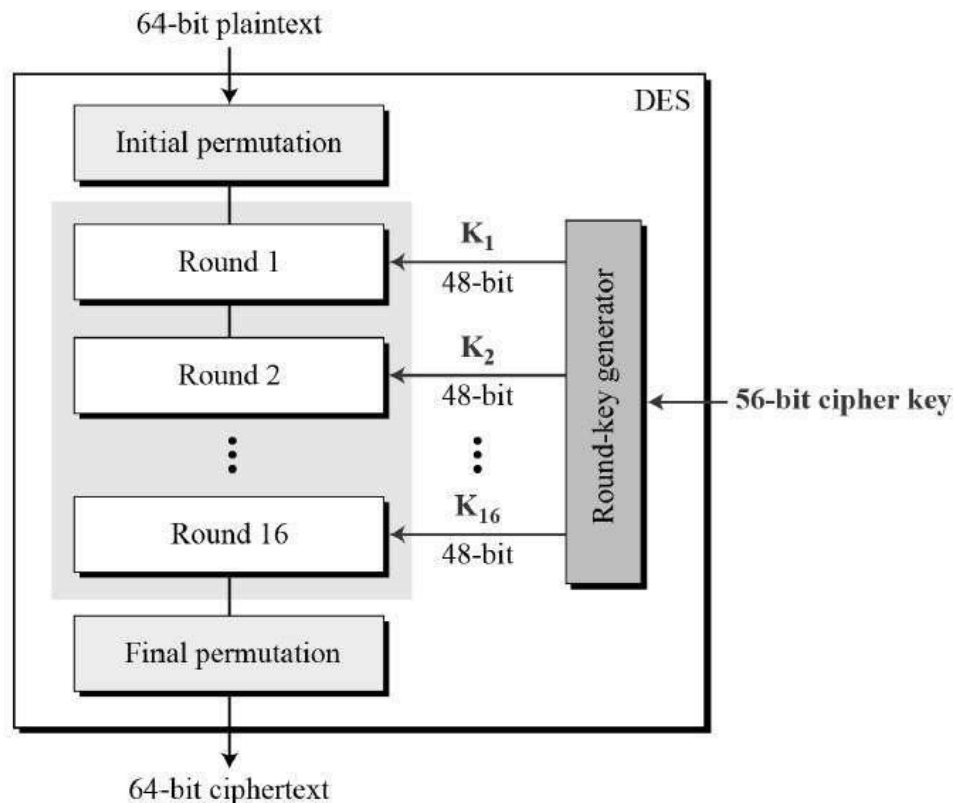 64-bit plaintext
DES
Initial permutation
Round 1
K1
48-bit
Round 2
K2
48-bit
Round-key generator
56-bit cipher key
Round 16
K16
48-bit
Final permutation
64-bit ciphertext